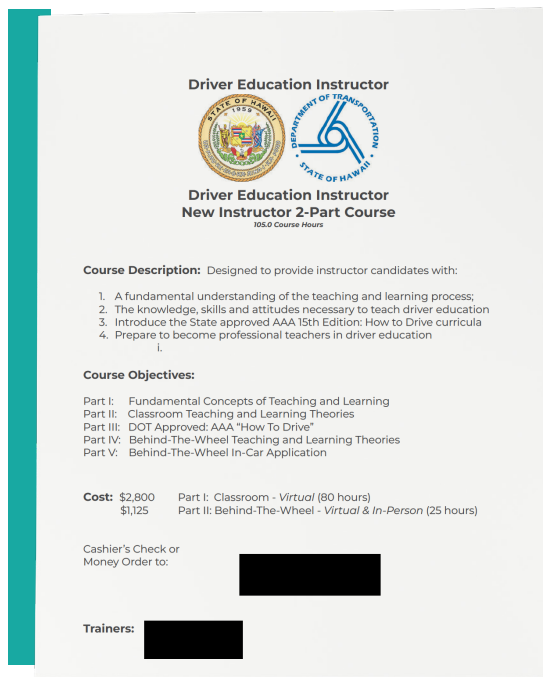 Driver Education Instructor
STATE OF HAWAII
1959
DEPARTMENT OF TRANSPORTATION
STATE OF HAWAII
Driver Education Instructor
New Instructor 2-Part Course
105.0 Course Hours
Course Description: Designed to provide instructor candidates with:
1. A fundamental understanding of the teaching and learning process;
2. The knowledge, skills and attitudes necessary to teach driver education
3. Introduce the State approved AAA 15th Edition: How to Drive curricula
4. Prepare to become professional teachers in driver education
i.
Course Objectives:
Part I: Fundamental Concepts of Teaching and Learning
Part II: Classroom Teaching and Learning Theories
Part III: DOT Approved: AAA “How To Drive”
Part IV: Behind-The-Wheel Teaching and Learning Theories
Part V: Behind-The-Wheel In-Car Application
Cost: $2,800 Part I: Classroom - Virtual (80 hours)
$1,125 Part II: Behind-The-Wheel - Virtual & In-Person (25 hours)
Cashier’s Check or
Money Order to:
Trainers: